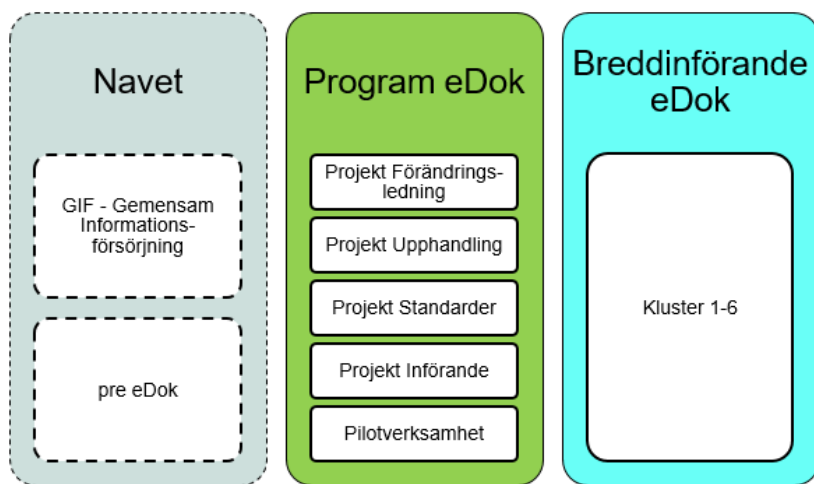 Navet
GIF - Gemensam
Informations-
försörjning
pre eDok
Program eDok
Projekt Förändrings-
ledning
Projekt Upphandling
Projekt Standarder
Projekt Införande
Pilotverksamhet
Breddinförande
eDok
Kluster 1-6